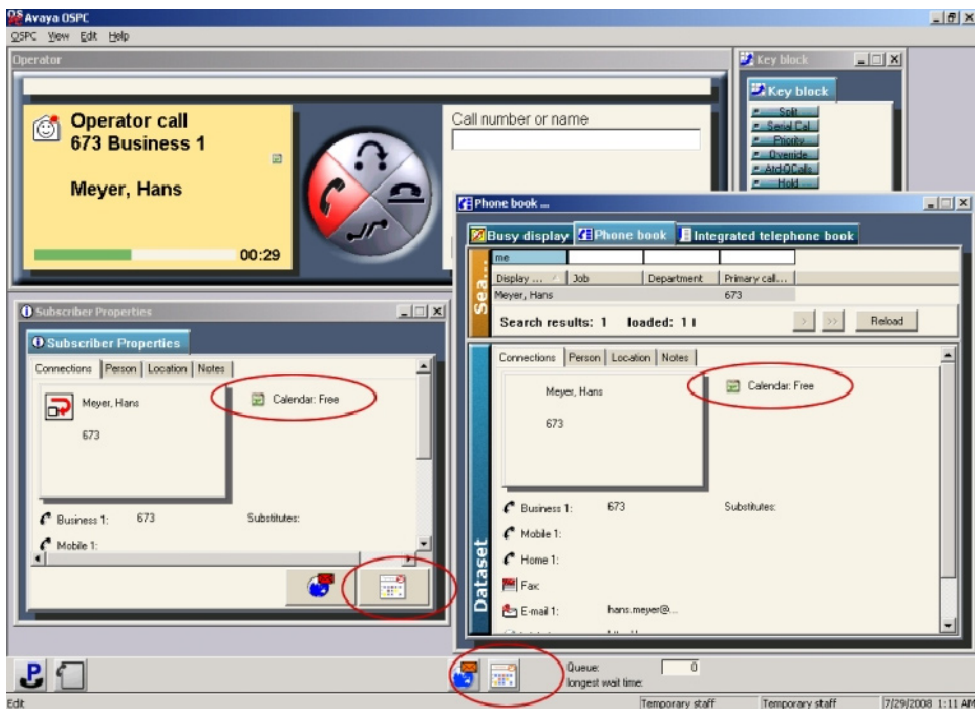 Avaya OSPC
OSPC View Edit Help
Operator
Operator call
673 Business 1
Meyer, Hans
00:29
Call number or name
Key block
Key block
Split
Serial Cal
Priority
Override
AtclOCalls
Hold
Phone book ...
Busy display Phone book Integrated telephone book
Sea...
me
Display ... Job Department Primary call...
Meyer, Hans 673
Search results: 1 loaded: 1
> >> Reload
Dataset
Connections Person Location Notes
Meyer, Hans
673
Calendar: Free
Business 1: 673 Substitutes:
Mobile 1:
Home 1:
Fax:
E-mail 1: hans.meyer@...
Subscriber Properties
Subscriber Properties
Connections Person Location Notes
Meyer, Hans
673
Calendar: Free
Business 1: 673 Substitutes:
Mobile 1:
Queue: 0
longest wait time:
Edit Temporary staff Temporary staff 7/29/2008 1:11 AM